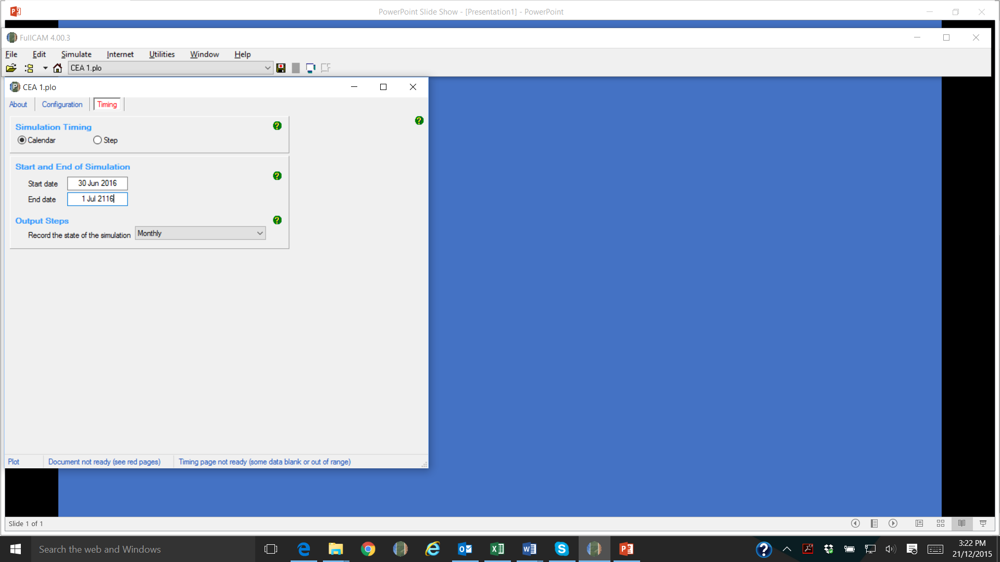 PowerPoint Slide Show - [Presentation1] - PowerPoint
FullCAM 4.00.3
File Edit Simulate Internet Utilities Window Help
CEA 1.plo
CEA 1.plo
About Configuration Timing
Simulation Timing
Calendar Step
Start and End of Simulation
Start date 30 Jun 2016
End date 1 Jul 2116
Output Steps
Record the state of the simulation Monthly
Plot Document not ready (see red pages) Timing page not ready (some data blank or out of range)
Slide 1 of 1
Search the web and Windows
3:22 PM
21/12/2015